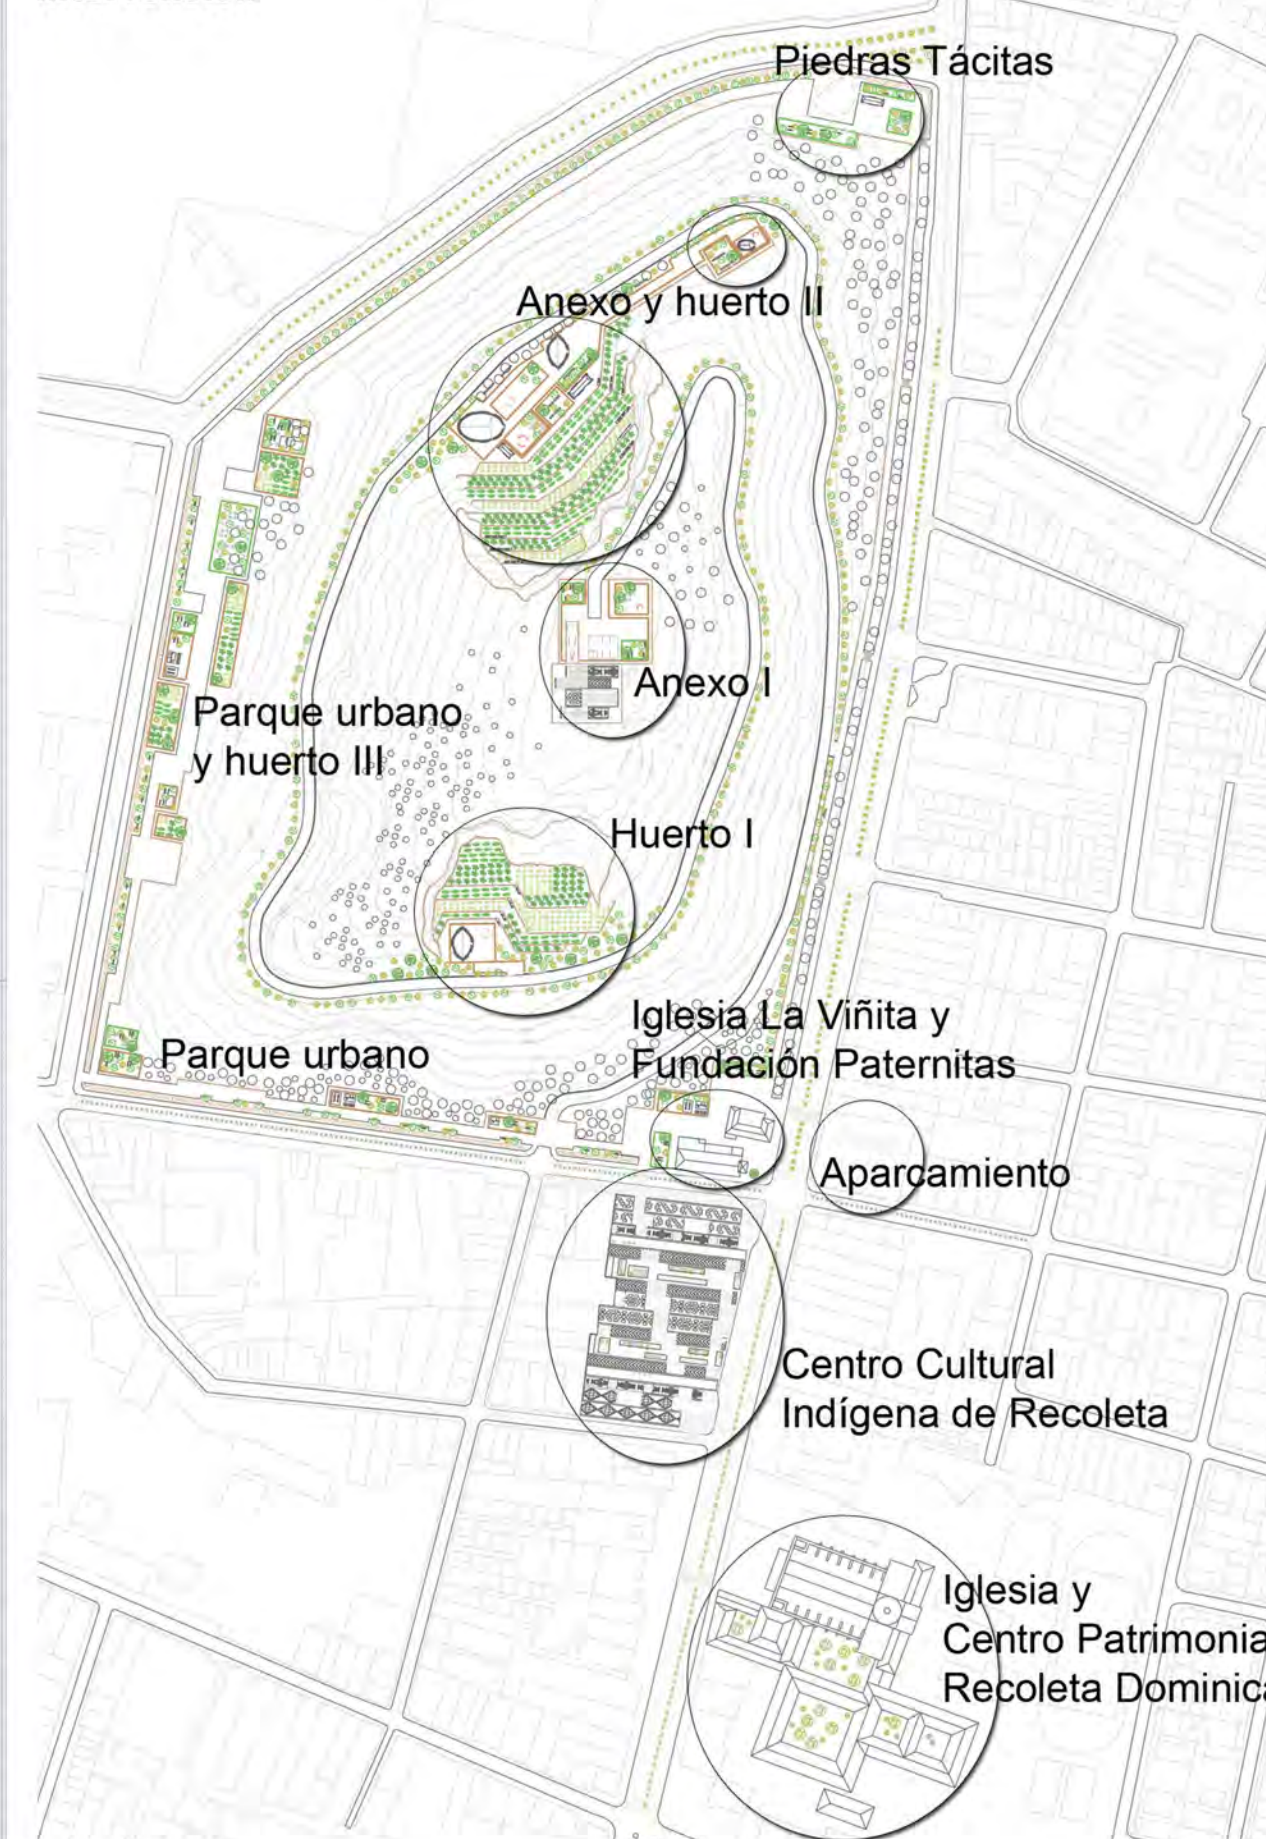 Piedras Tácitas
Anexo y huerto II
Anexo I
Parque urbano
y huerto III
Huerto I
Iglesia La Viñita y
Fundación Paternitas
Parque urbano
Aparcamiento
Centro Cultural
Indígena de Recoleta
Iglesia y
Centro Patrimonia
Recoleta Dominica